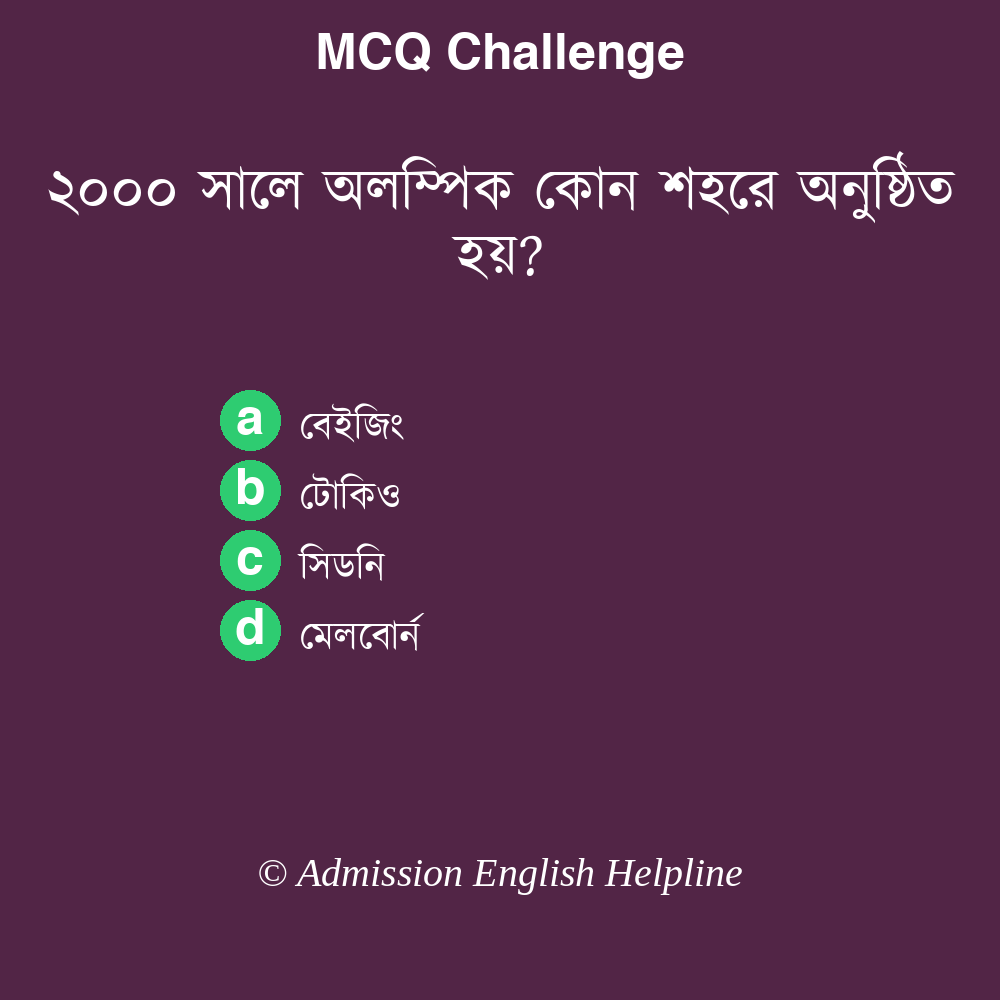 MCQ Challenge
২০০০ সালে অলম্পিক কোন শহরে অনুষ্ঠিত
হয়?
a বেইজিং
b টোকিও
c সিডনি
d মেলবোর্ন
© Admission English Helpline